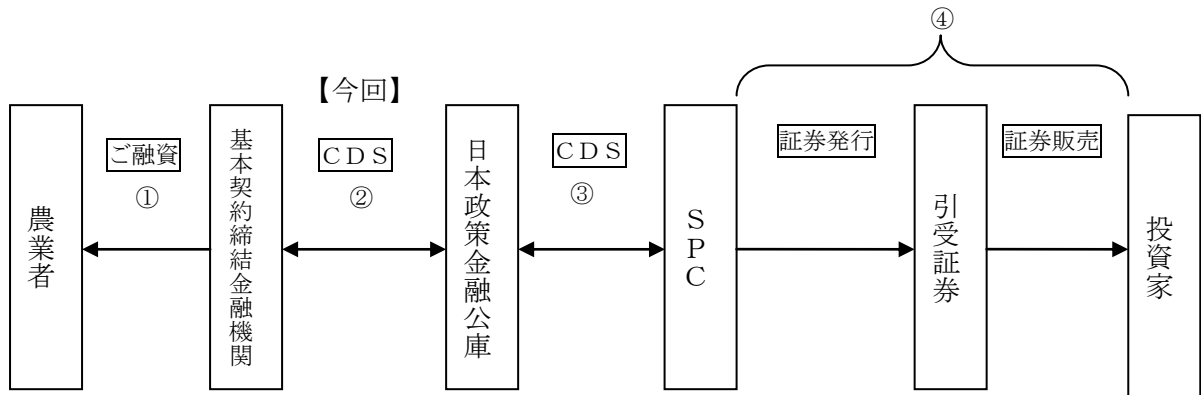 ④
【今回】
農業者
ご融資
①
基本契約締結金融機関
ＣＤＳ
②
日本政策金融公庫
ＣＤＳ
③
ＳＰＣ
証券発行
引受証券
証券販売
投資家